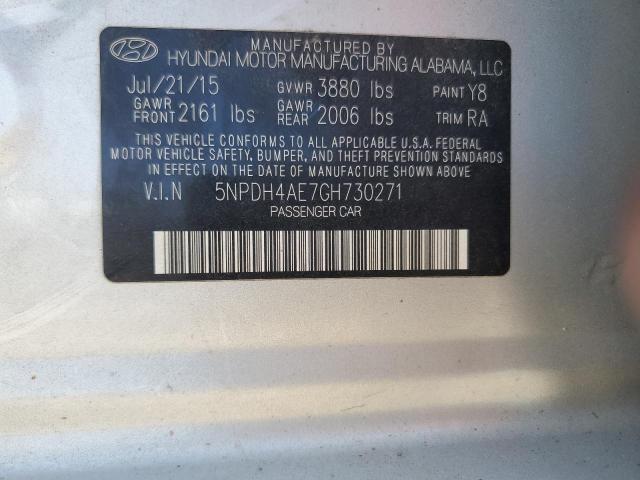 MANUFACTURED BY
HYUNDAI MOTOR MANUFACTURING ALABAMA, LLC
Jul/21/15 GVWR 3880 lbs PAINT Y8
GAWR FRONT 2161 lbs GAWR REAR 2006 lbs TRIM RA
THIS VEHICLE CONFORMS TO ALL APPLICABLE U.S.A. FEDERAL
MOTOR VEHICLE SAFETY, BUMPER, AND THEFT PREVENTION STANDARDS
IN EFFECT ON THE DATE OF MANUFACTURE SHOWN ABOVE.
V.I.N 5NPDH4AE7GH730271
PASSENGER CAR